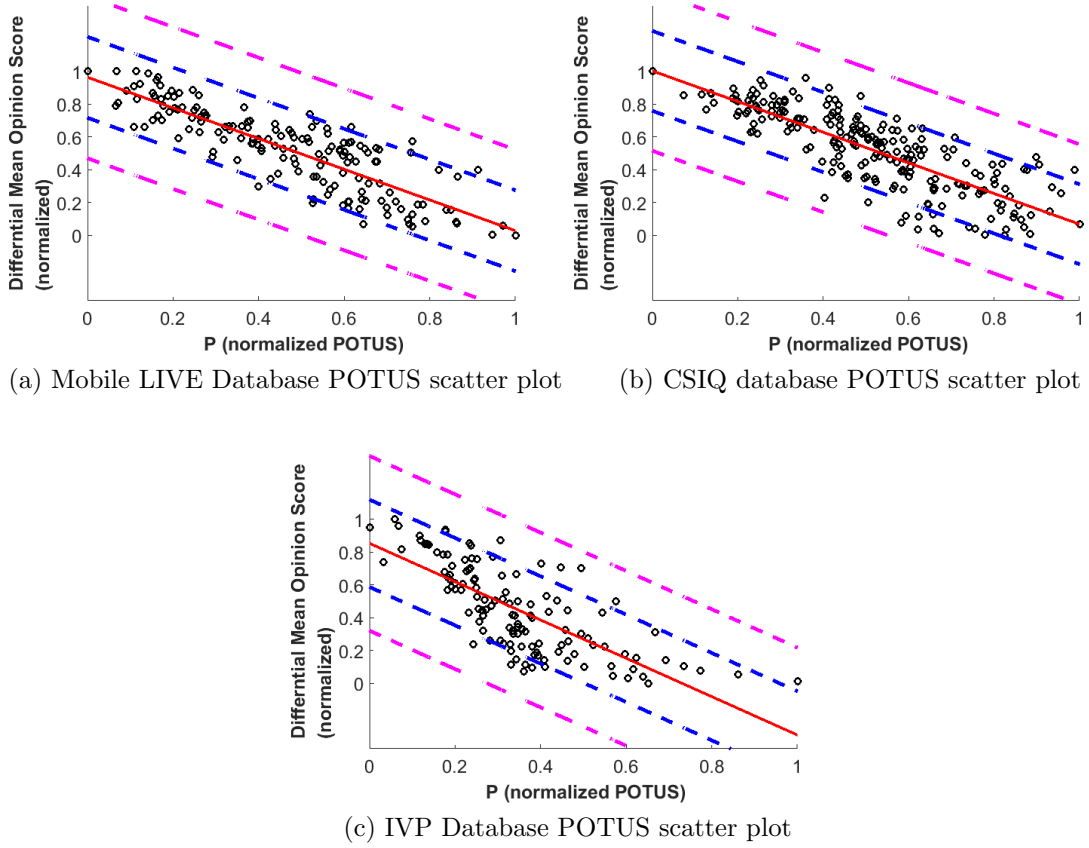 Differntial Mean Opinion Score
(normalized)
1
0.8
0.6
0.4
0.2
0
0 0.2 0.4 0.6 0.8 1
P (normalized POTUS)
(a) Mobile LIVE Database POTUS scatter plot
Differntial Mean Opinion Score
(normalized)
1
0.8
0.6
0.4
0.2
0
0 0.2 0.4 0.6 0.8 1
P (normalized POTUS)
(b) CSIQ database POTUS scatter plot
Differntial Mean Opinion Score
(normalized)
1
0.8
0.6
0.4
0.2
0
0 0.2 0.4 0.6 0.8 1
P (normalized POTUS)
(c) IVP Database POTUS scatter plot